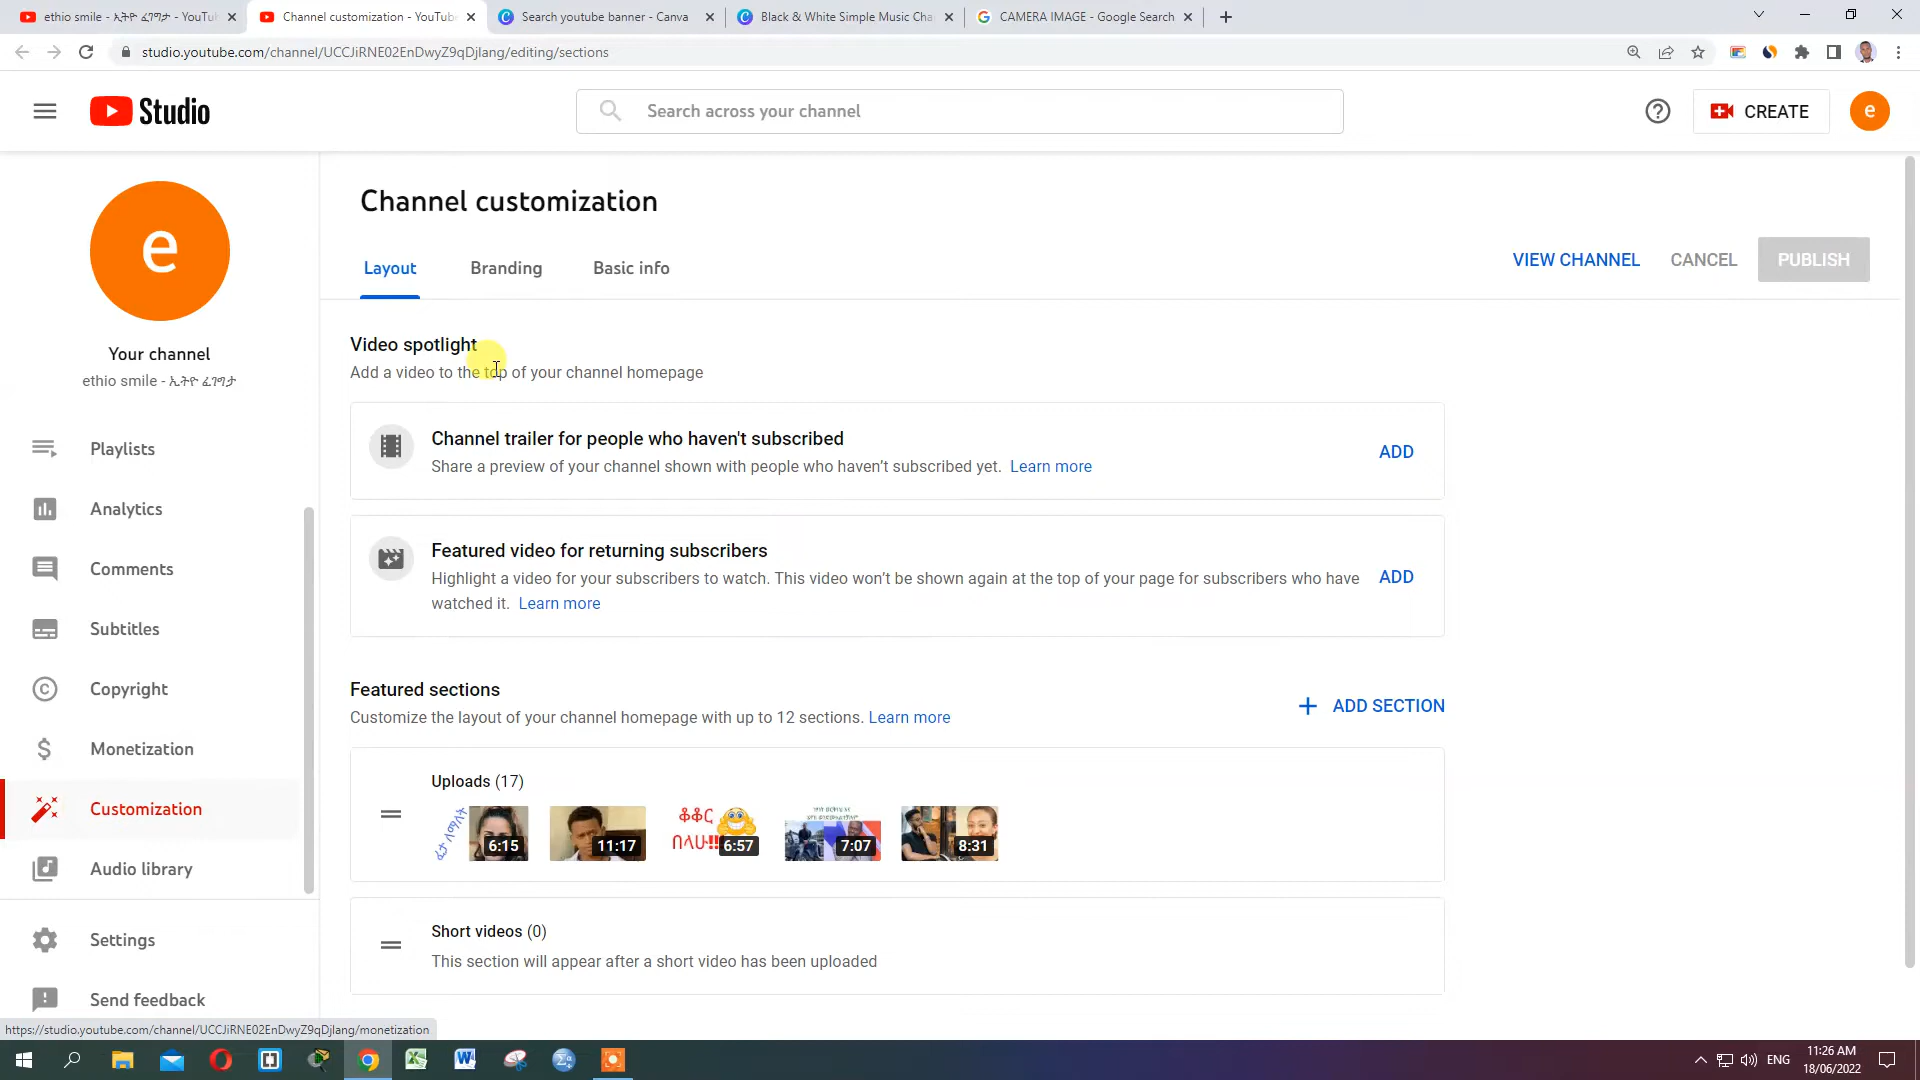 ethio smile - ኢትዮ ፈገግታ - YouTu
Channel customization - YouTube
Search youtube banner - Canva
Black & White Simple Music Cha
CAMERA IMAGE - Google Search
studio.youtube.com/channel/UCCJiRNE02EnDwyZ9qDjlang/editing/sections
Studio
Search across your channel
CREATE
e
e
Your channel
ethio smile - ኢትዮ ፈገግታ
Playlists
Analytics
Comments
Subtitles
Copyright
Monetization
Customization
Audio library
Settings
Send feedback
Channel customization
Layout
Branding
Basic info
VIEW CHANNEL
CANCEL
PUBLISH
Video spotlight
Add a video to the top of your channel homepage
Channel trailer for people who haven't subscribed
Share a preview of your channel shown with people who haven’t subscribed yet. Learn more
ADD
Featured video for returning subscribers
Highlight a video for your subscribers to watch. This video won’t be shown again at the top of your page for subscribers who have
watched it. Learn more
ADD
Featured sections
Customize the layout of your channel homepage with up to 12 sections. Learn more
ADD SECTION
Uploads (17)
6:15
11:17
ቆቆር
በላሁ!!
6:57
7:07
8:31
Short videos (0)
This section will appear after a short video has been uploaded
https://studio.youtube.com/channel/UCCJiRNE02EnDwyZ9qDjlang/monetization
ENG
11:26 AM
18/06/2022